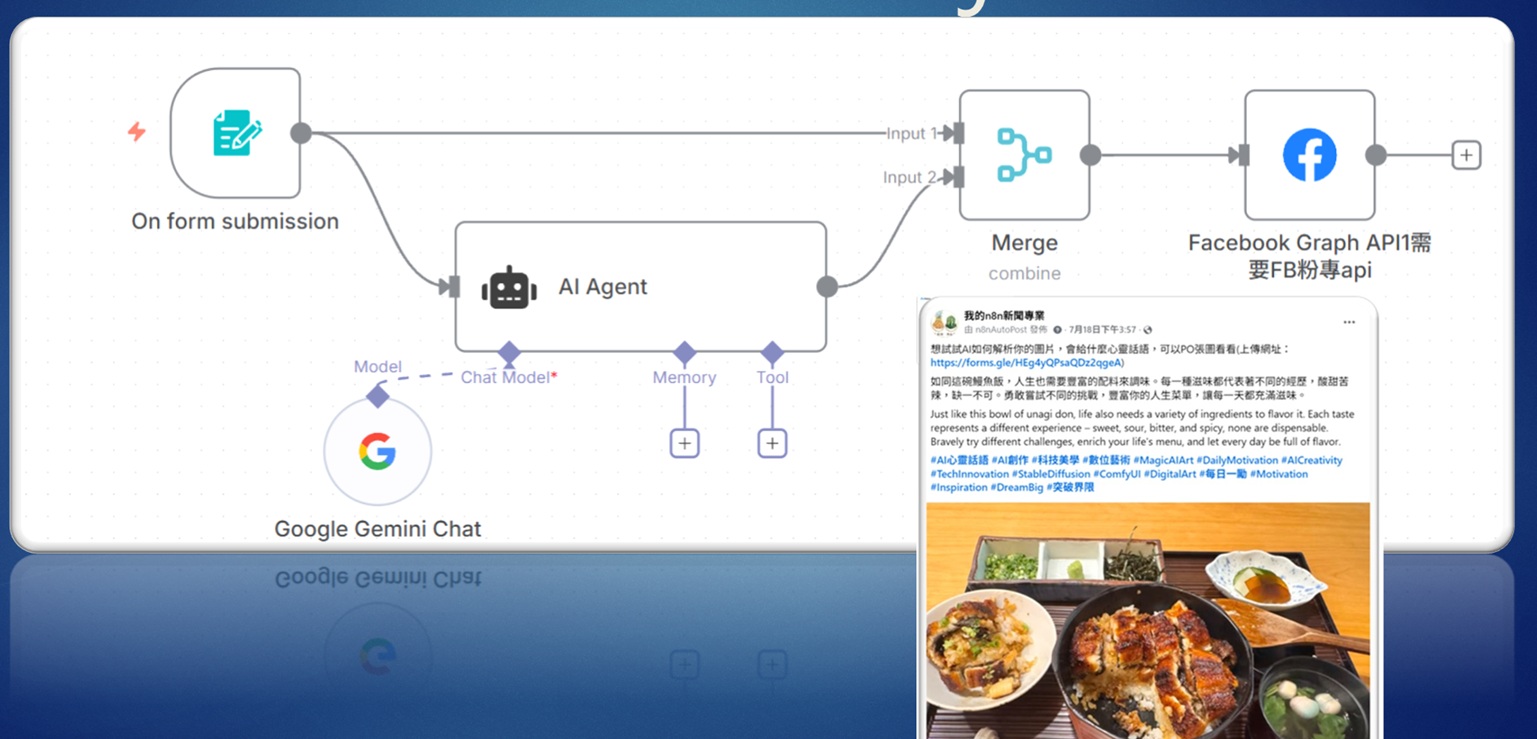 On form submission
Input 1
Input 2
AI Agent
Merge
combine
Facebook Graph API1需
要FB粉專api
Model
Chat Model*
Memory
Tool
Google Gemini Chat
我的n8n新聞專業
由 n8nAutoPost 發佈 · 7月18日下午3:57 ·
想試試AI如何解析你的圖片，會給什麼心靈話語，可以PO張圖看看(上傳網址：
https://forms.gle/HEg4yQPsaQDz2qgeA)
如同這碗鰻魚飯，人生也需要豐富的配料來調味。每一種滋味都代表著不同的經歷，酸甜苦
辣，缺一不可。勇敢嘗試不同的挑戰，豐富你的人生菜單，讓每一天都充滿滋味。
Just like this bowl of unagi don, life also needs a variety of ingredients to flavor it. Each taste
represents a different experience – sweet, sour, bitter, and spicy, none are dispensable.
Bravely try different challenges, enrich your life's menu, and let every day be full of flavor.
#AI心靈話語 #AI創作 #科技美學 #數位藝術 #MagicAIArt #DailyMotivation #AICreativity
#TechInnovation #StableDiffusion #ComfyUI #DigitalArt #每日一勵 #Motivation
#Inspiration #DreamBig #突破界限
Google Gemini Chat